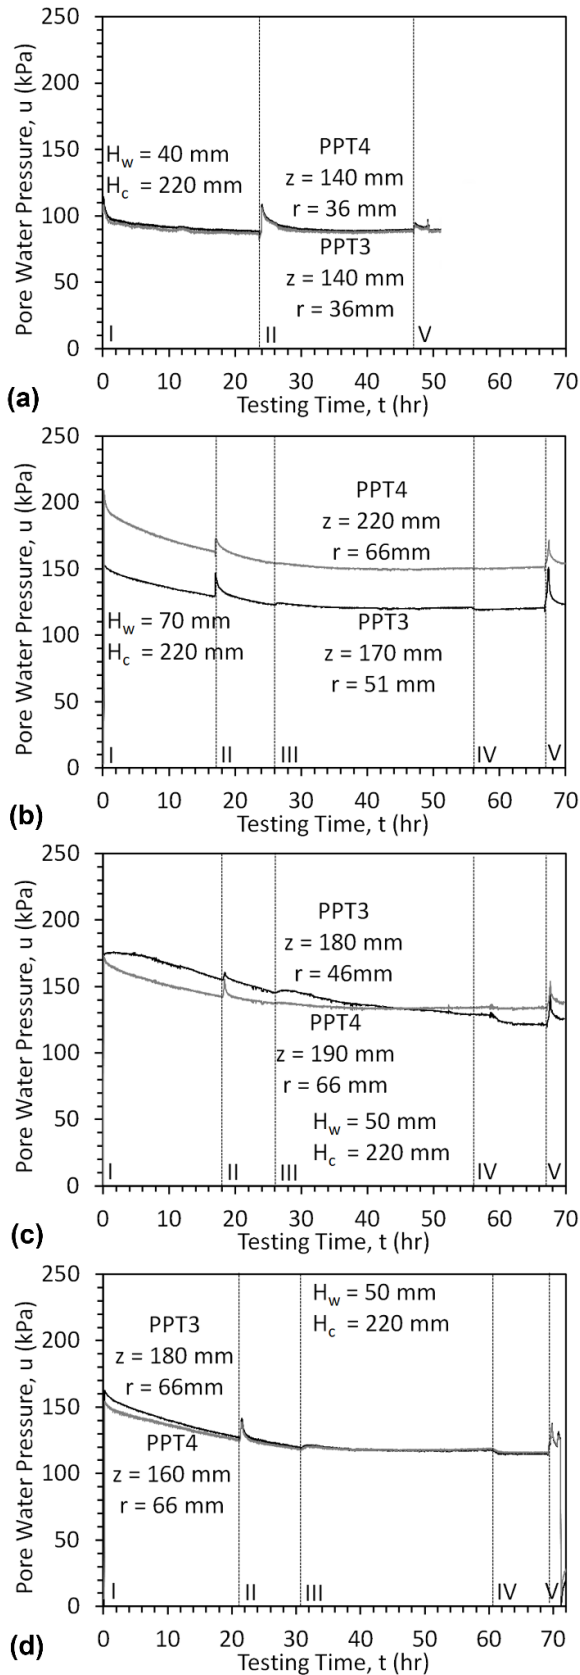 250
200
150
100
50
0
Pore Water Pressure, u (kPa)
H_w = 40 mm
H_c = 220 mm
PPT4
z = 140 mm
r = 36 mm
PPT3
z = 140 mm
r = 36mm
I II V
0 10 20 30 40 50 60 70
(a)
Testing Time, t (hr)
250
200
150
100
50
0
Pore Water Pressure, u (kPa)
PPT4
z = 220 mm
r = 66mm
H_w = 70 mm
H_c = 220 mm
PPT3
z = 170 mm
r = 51 mm
I II III IV V
0 10 20 30 40 50 60 70
(b)
Testing Time, t (hr)
250
200
150
100
50
0
Pore Water Pressure, u (kPa)
PPT3
z = 180 mm
r = 46mm
PPT4
z = 190 mm
r = 66 mm
H_w = 50 mm
H_c = 220 mm
I II III IV V
0 10 20 30 40 50 60 70
(c)
Testing Time, t (hr)
250
200
150
100
50
0
Pore Water Pressure, u (kPa)
H_w = 50 mm
H_c = 220 mm
PPT3
z = 180 mm
r = 66mm
PPT4
z = 160 mm
r = 66 mm
I II III IV V
0 10 20 30 40 50 60 70
(d)
Testing Time, t (hr)